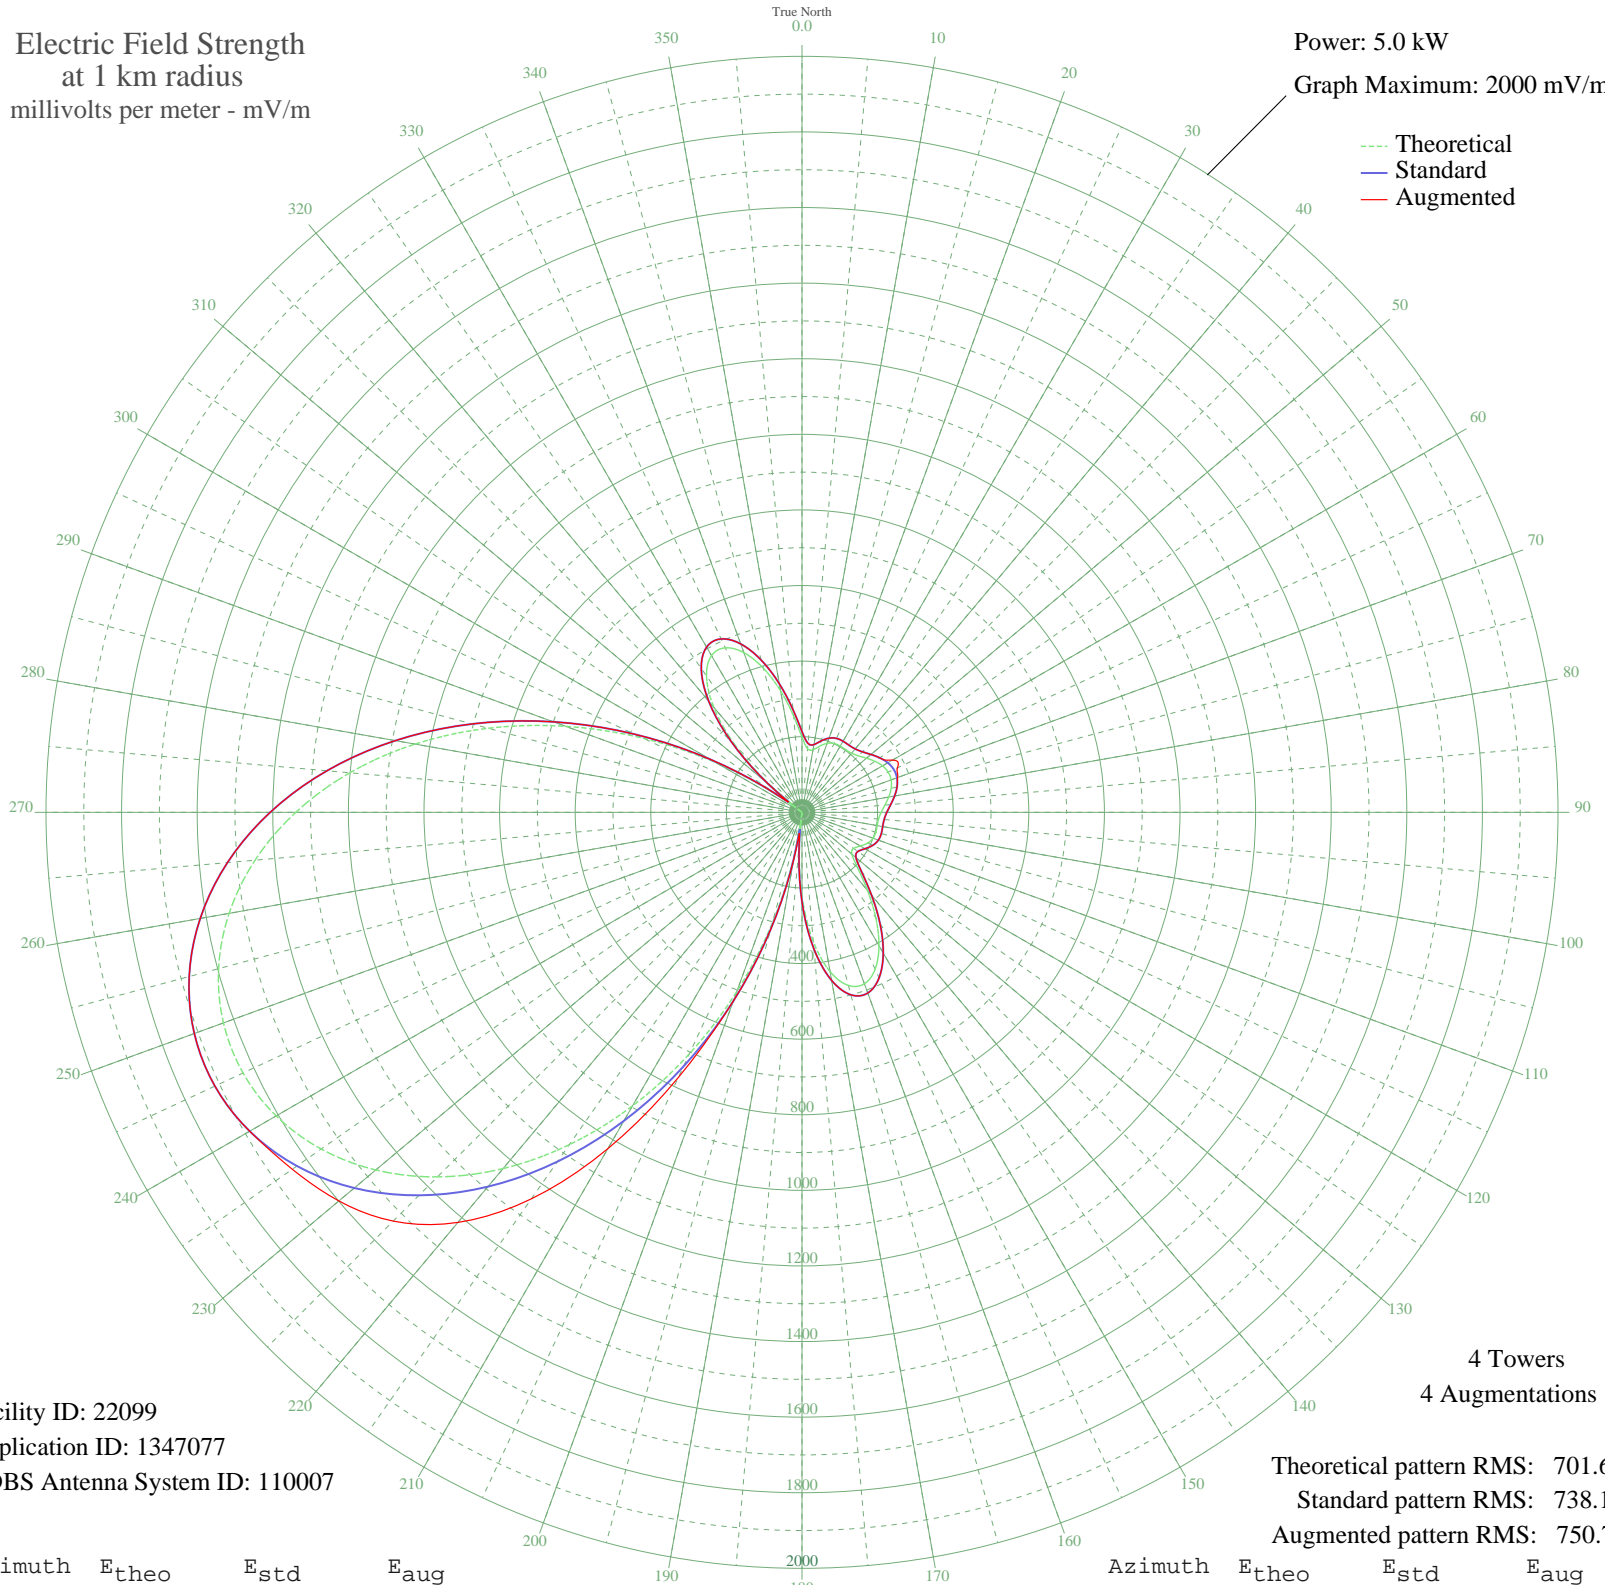 True North
Electric Field Strength
at 1 km radius
millivolts per meter - mV/m
Power: 5.0 kW
Graph Maximum: 2000 mV/m
Theoretical
Standard
Augmented
0.0
10
20
30
40
50
60
70
80
90
100
110
120
130
140
150
160
170
190
200
210
220
230
240
250
260
270
280
290
300
310
320
330
340
350
400
600
800
1000
1200
1400
1600
1800
2000
4 Towers
4 Augmentations
cility ID: 22099
plication ID: 1347077
DBS Antenna System ID: 110007
Theoretical pattern RMS: 701.6
Standard pattern RMS: 738.1
Augmented pattern RMS: 750.7
imuth Etheo Estd Eaug
Azimuth Etheo Estd Eaug